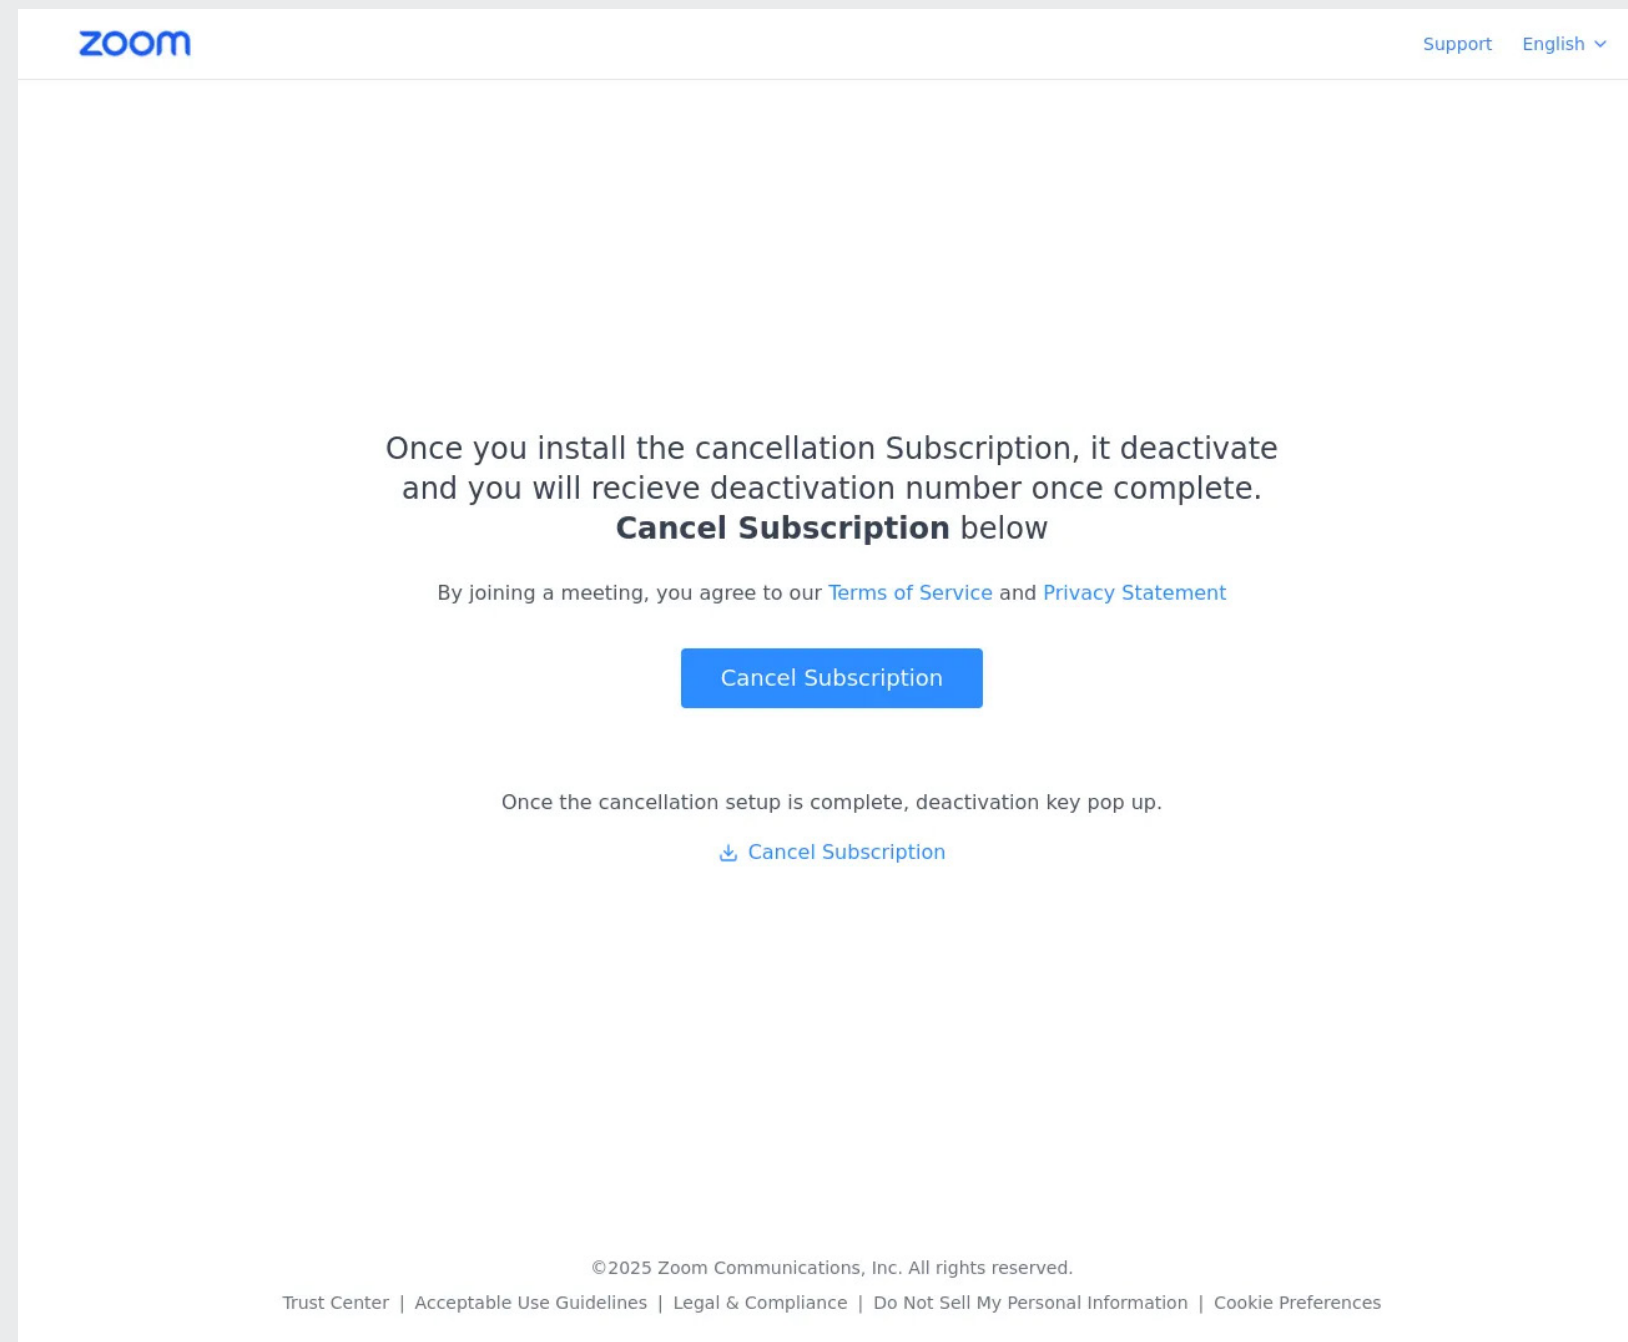 zoom
Support English
Once you install the cancellation Subscription, it deactivate
and you will recieve deactivation number once complete.
Cancel Subscription below
By joining a meeting, you agree to our Terms of Service and Privacy Statement
Cancel Subscription
Once the cancellation setup is complete, deactivation key pop up.
Cancel Subscription
©2025 Zoom Communications, Inc. All rights reserved.
Trust Center | Acceptable Use Guidelines | Legal & Compliance | Do Not Sell My Personal Information | Cookie Preferences